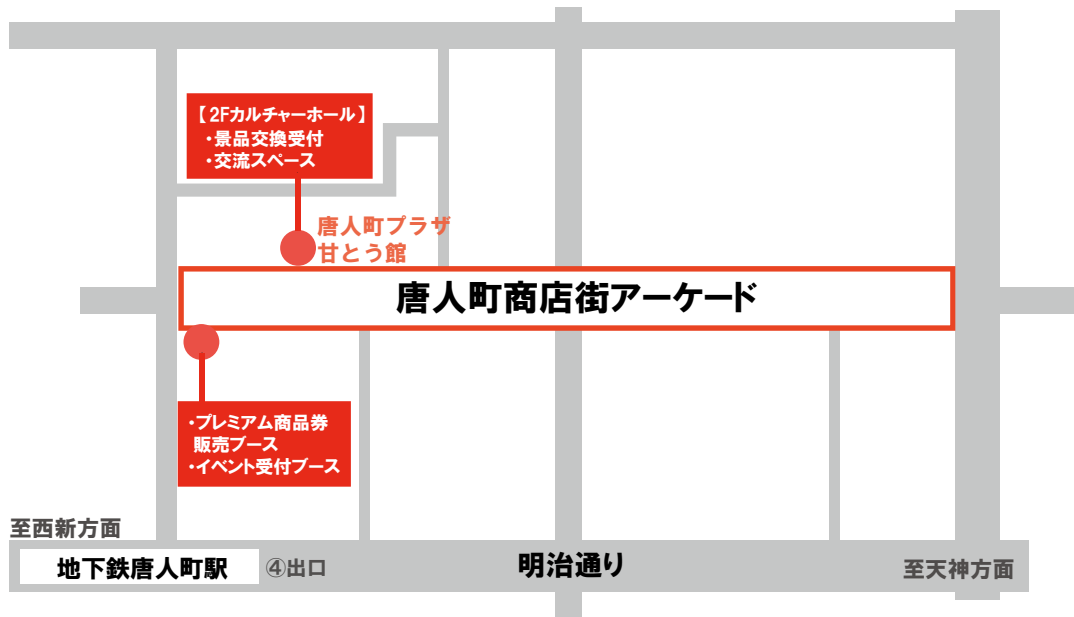 【2Fカルチャーホール】
・景品交換受付
・交流スペース
唐人町プラザ
甘とう館
唐人町商店街アーケード
・プレミアム商品券
販売ブース
・イベント受付ブース
至西新方面
地下鉄唐人町駅
④出口
明治通り
至天神方面